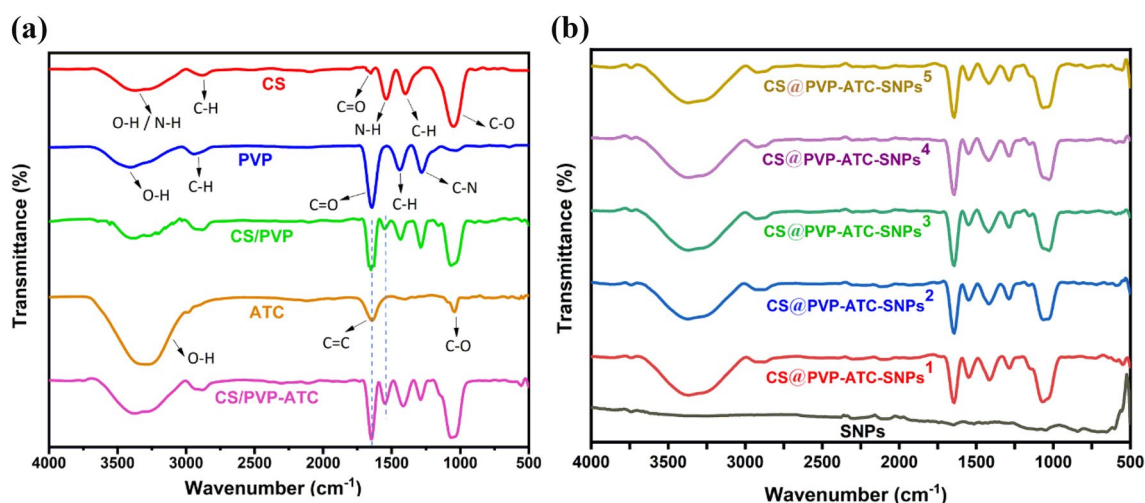 (a)
Transmittance (%)
CS
O-H / N-H
C-H
C=O
N-H
C-H
C-O
PVP
O-H
C-H
C=O
C-H
C-N
CS/PVP
ATC
O-H
C=C
C-O
CS/PVP-ATC
4000 3500 3000 2500 2000 1500 1000 500
Wavenumber (cm⁻¹)
(b)
Transmittance (%)
CS@PVP-ATC-SNPs⁵
CS@PVP-ATC-SNPs⁴
CS@PVP-ATC-SNPs³
CS@PVP-ATC-SNPs²
CS@PVP-ATC-SNPs¹
SNPs
4000 3500 3000 2500 2000 1500 1000 500
Wavenumber (cm⁻¹)